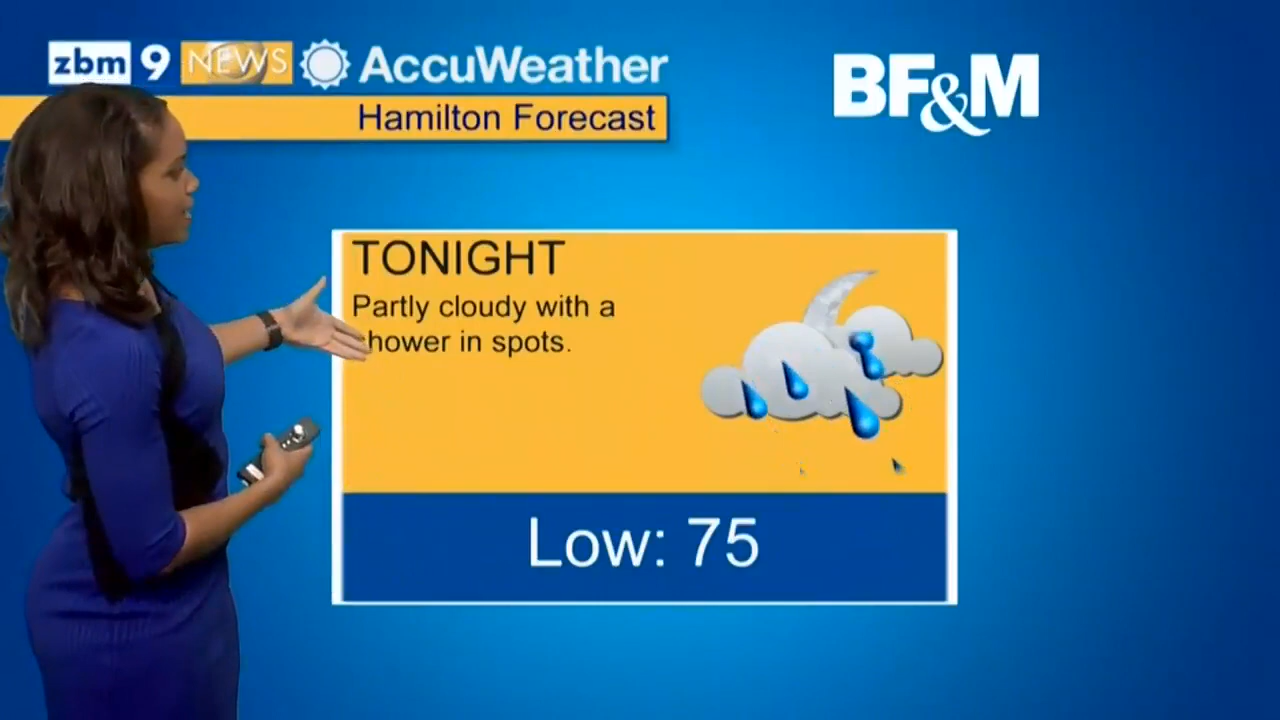 zbm 9 NEWS AccuWeather
BF&M
Hamilton Forecast
TONIGHT
Partly cloudy with a
shower in spots.
Low: 75